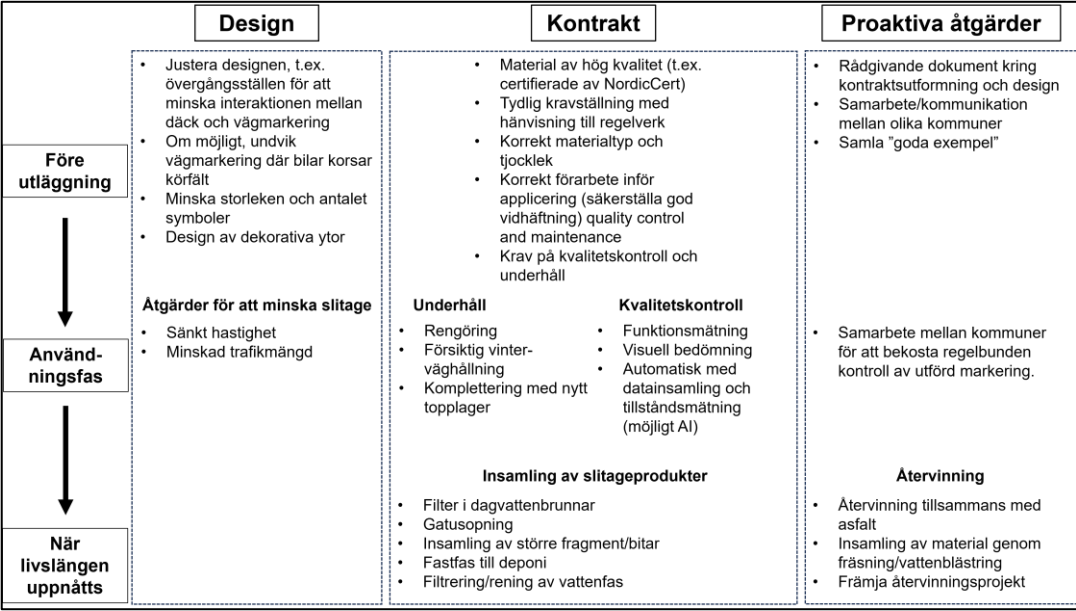 Design
Kontrakt
Proaktiva åtgärder
Före
utläggning
• Justera designen, t.ex.
övergångsställen för att
minska interaktionen mellan
däck och vägmarkering
• Om möjligt, undvik
vägmarkering där bilar korsar
körfält
• Minska storleken och antalet
symboler
• Design av dekorativa ytor
• Material av hög kvalitet (t.ex.
certifierade av NordicCert)
• Tydlig kravställning med
hänvisning till regelverk
• Korrekt materialtyp och
tjocklek
• Korrekt förarbete inför
applicering (säkerställa god
vidhäftning) quality control
and maintenance
• Krav på kvalitetskontroll och
underhåll
• Rådgivande dokument kring
kontraktsutformning och design
• Samarbete/kommunikation
mellan olika kommuner
• Samla ”goda exempel”
Använd-
ningsfas
Åtgärder för att minska slitage
• Sänkt hastighet
• Minskad trafikmängd
Underhåll
• Rengöring
• Försiktig vinter-
väghållning
• Komplettering med nytt
topplager
Kvalitetskontroll
• Funktionsmätning
• Visuell bedömning
• Automatisk med
datainsamling och
tillståndsmätning
(möjligt AI)
• Samarbete mellan kommuner
för att bekosta regelbunden
kontroll av utförd markering.
När
livslängen
uppnåtts
Insamling av slitageprodukter
• Filter i dagvattenbrunnar
• Gatusopning
• Insamling av större fragment/bitar
• Fastfas till deponi
• Filtrering/rening av vattenfas
Återvinning
• Återvinning tillsammans med
asfalt
• Insamling av material genom
fräsning/vattenblästring
• Främja återvinningsprojekt